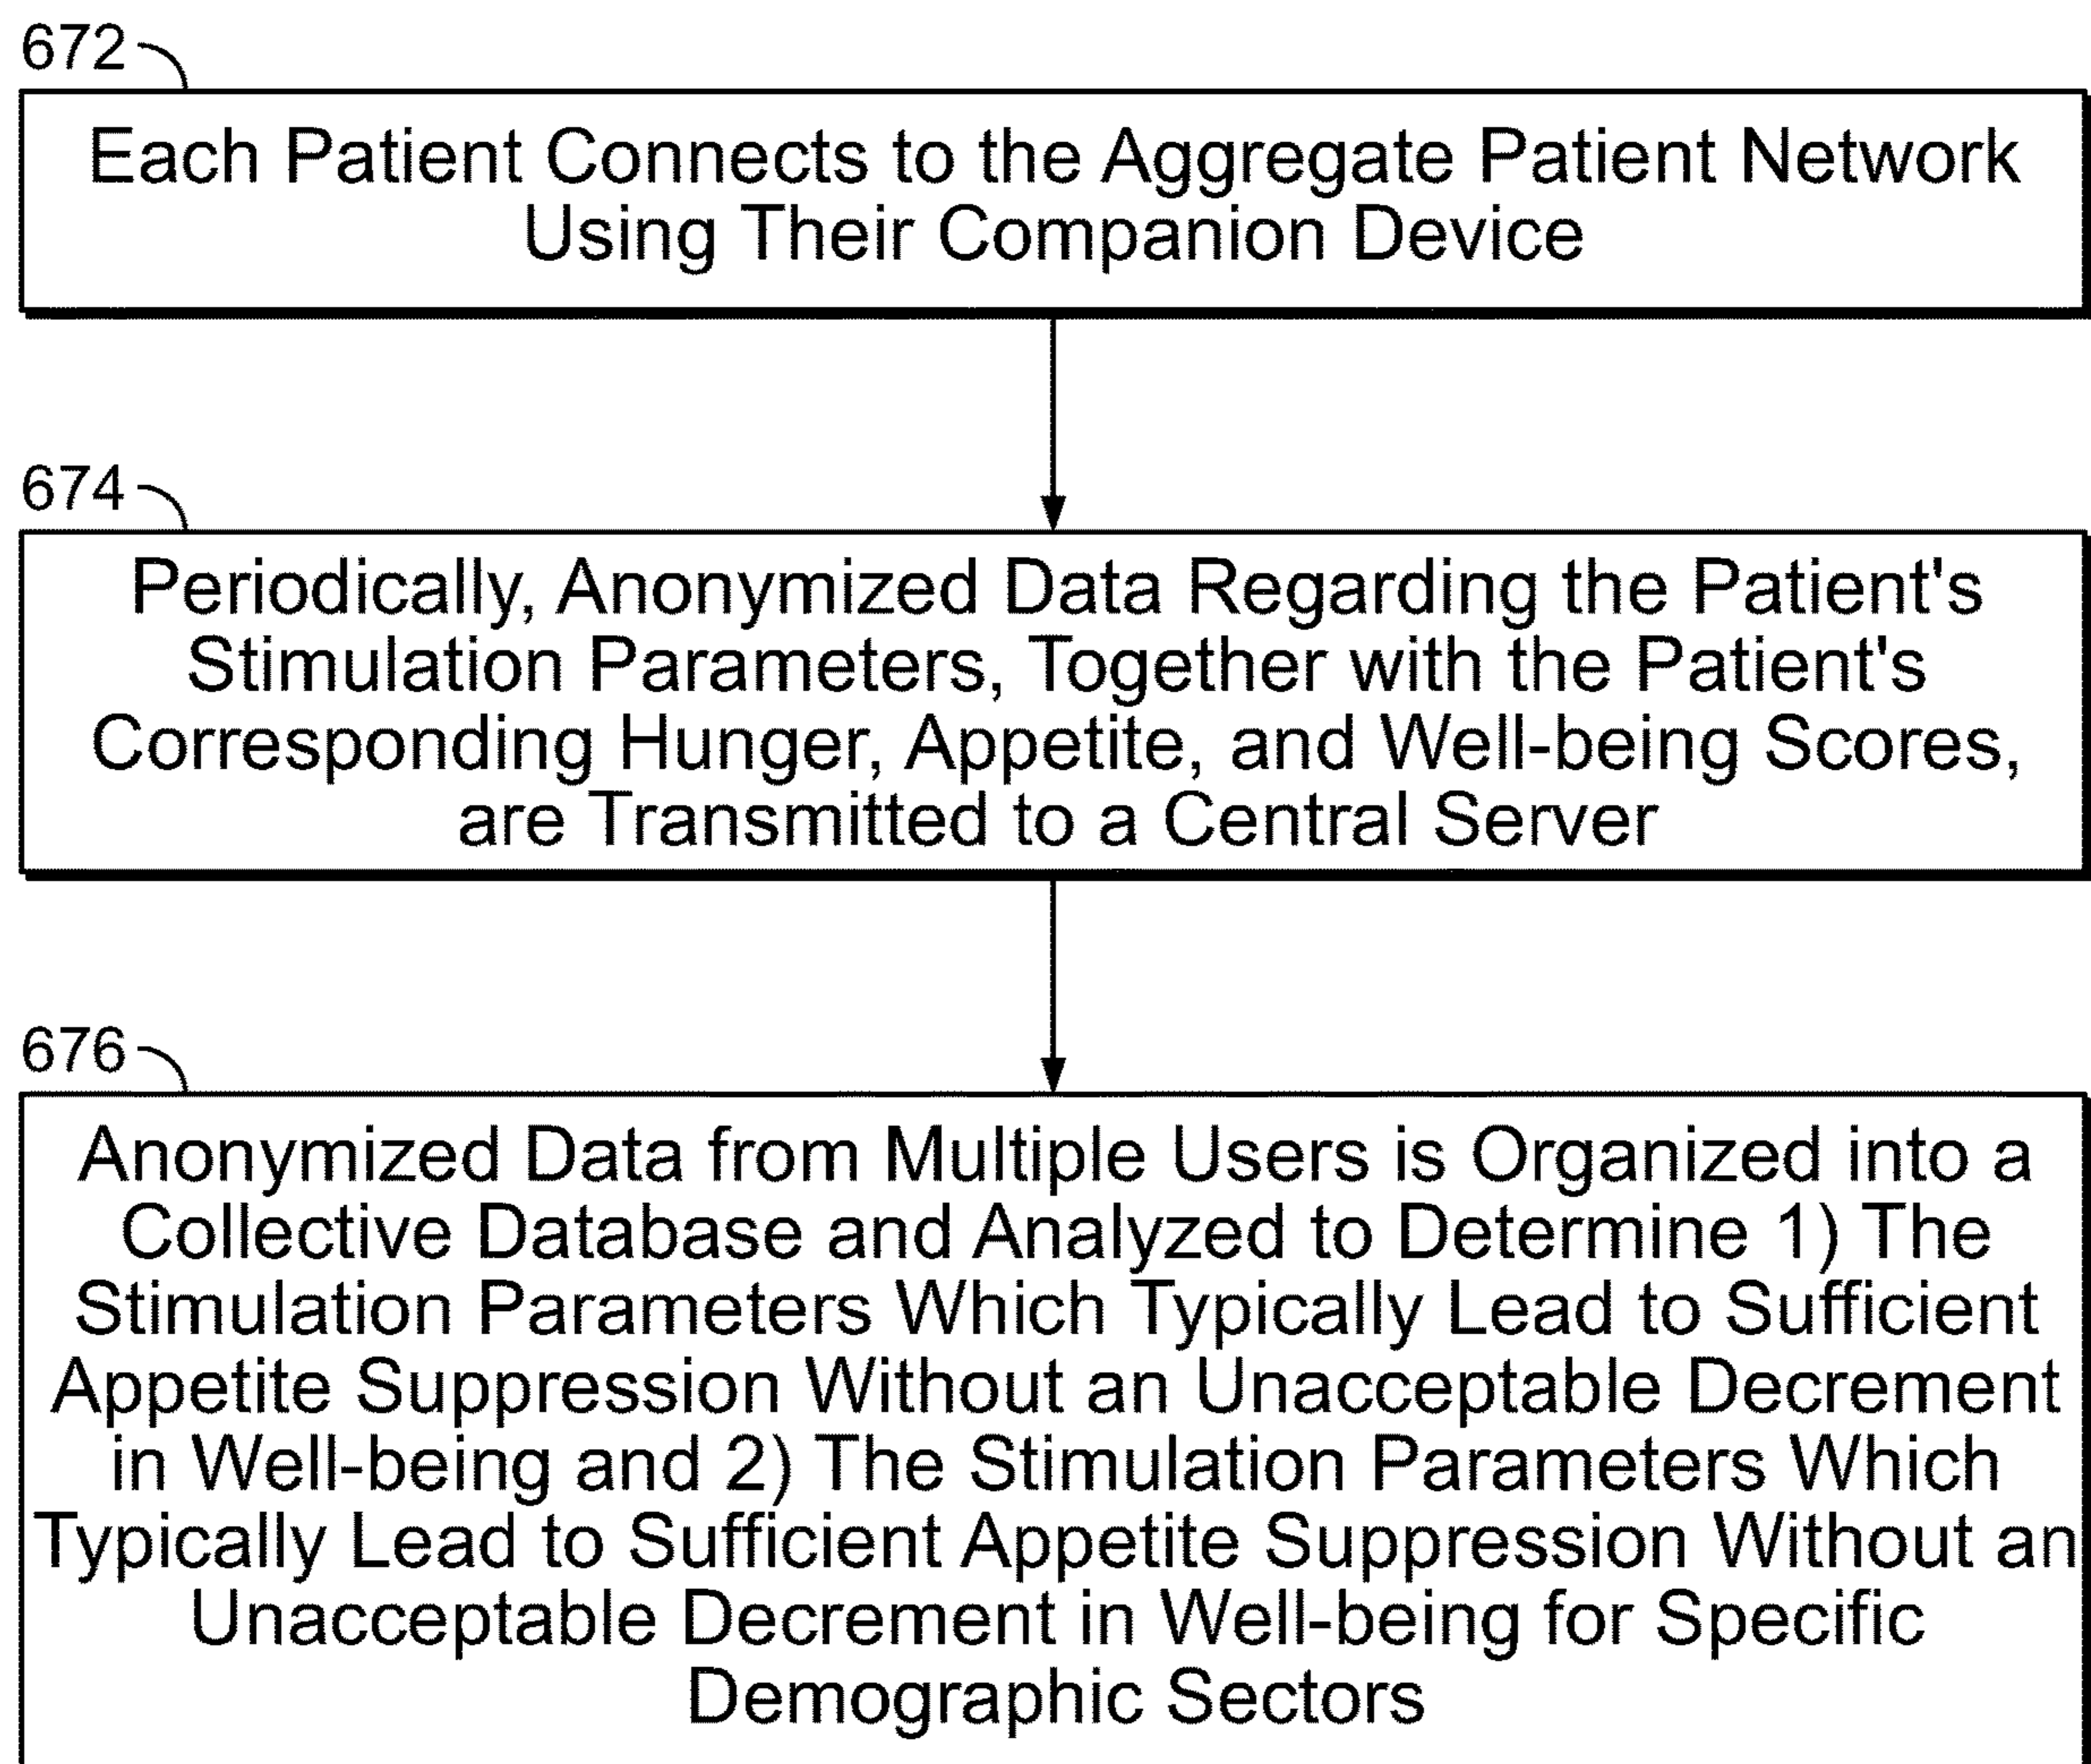 672
Each Patient Connects to the Aggregate Patient Network
Using Their Companion Device
674
Periodically, Anonymized Data Regarding the Patient's
Stimulation Parameters, Together with the Patient's
Corresponding Hunger, Appetite, and Well-being Scores,
are Transmitted to a Central Server
676
Anonymized Data from Multiple Users is Organized into a
Collective Database and Analyzed to Determine 1) The
Stimulation Parameters Which Typically Lead to Sufficient
Appetite Suppression Without an Unacceptable Decrement
in Well-being and 2) The Stimulation Parameters Which
Typically Lead to Sufficient Appetite Suppression Without an
Unacceptable Decrement in Well-being for Specific
Demographic Sectors